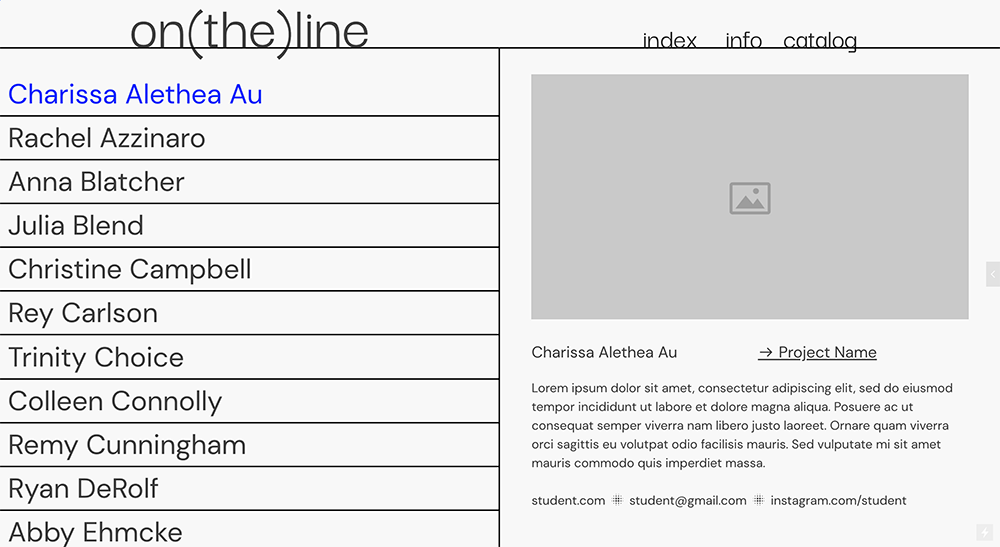 on(the)line
index info catalog
Charissa Alethea Au
Rachel Azzinaro
Anna Blatcher
Julia Blend
Christine Campbell
Rey Carlson
Trinity Choice
Colleen Connolly
Remy Cunningham
Ryan DeRolf
Abby Ehmcke
Charissa Alethea Au
→ Project Name
Lorem ipsum dolor sit amet, consectetur adipiscing elit, sed do eiusmod
tempor incididunt ut labore et dolore magna aliqua. Posuere ac ut
consequat semper viverra nam libero justo laoreet. Ornare quam viverra
orci sagittis eu volutpat odio facilisis mauris. Sed vulputate mi sit amet
mauris commodo quis imperdiet massa.
student.com student@gmail.com instagram.com/student